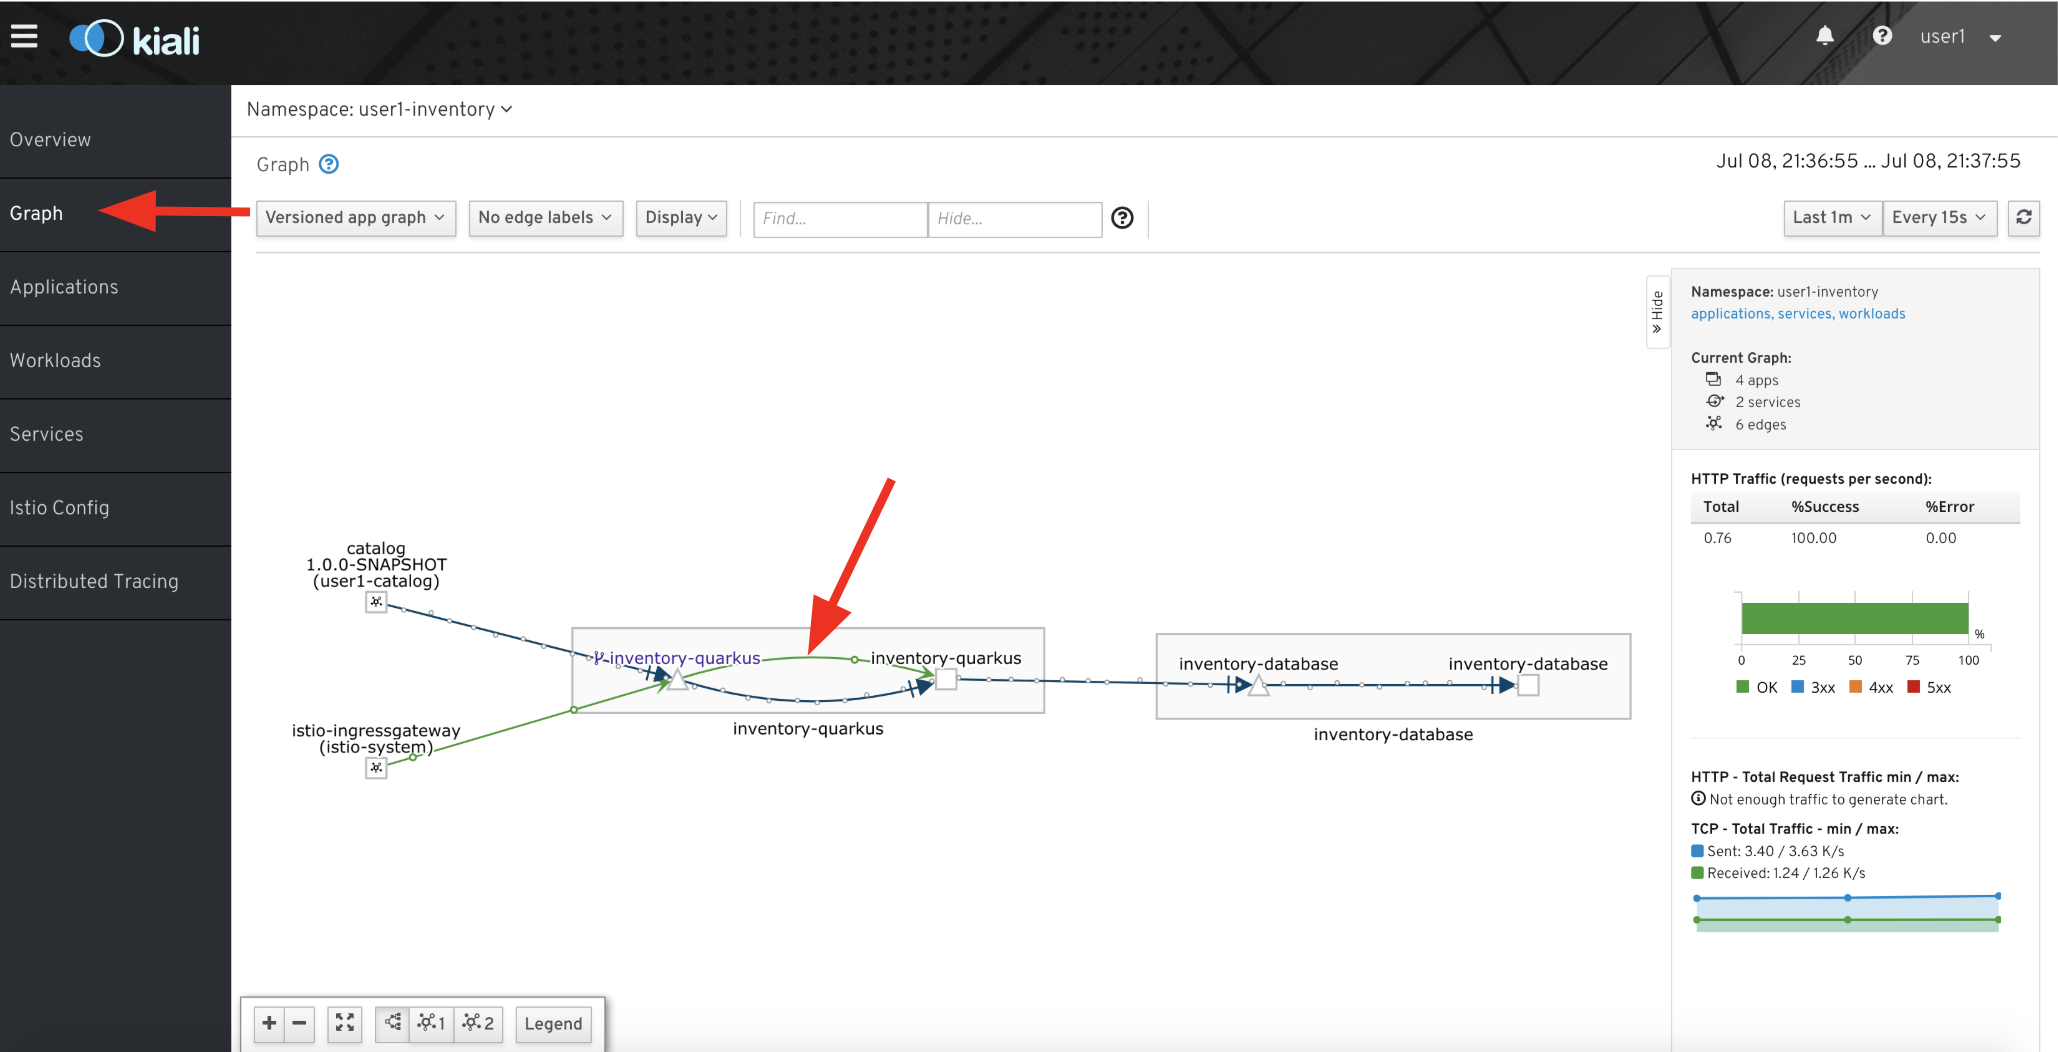 kiali
user1
Namespace: user1-inventory
Overview
Graph
Applications
Workloads
Services
Istio Config
Distributed Tracing
Graph
Jul 08, 21:36:55 ... Jul 08, 21:37:55
Versioned app graph
No edge labels
Display
Find...
Hide...
Last 1m
Every 15s
catalog
1.0.0-SNAPSHOT
(user1-catalog)
istio-ingressgateway
(istio-system)
inventory-quarkus
inventory-quarkus
inventory-quarkus
inventory-database
inventory-database
inventory-database
Hide
Namespace: user1-inventory
applications, services, workloads
Current Graph:
4 apps
2 services
6 edges
HTTP Traffic (requests per second):
Total %Success %Error
0.76 100.00 0.00
%
0 25 50 75 100
OK 3xx 4xx 5xx
HTTP - Total Request Traffic min / max:
Not enough traffic to generate chart.
TCP - Total Traffic - min / max:
Sent: 3.40 / 3.63 K/s
Received: 1.24 / 1.26 K/s
1
2
Legend